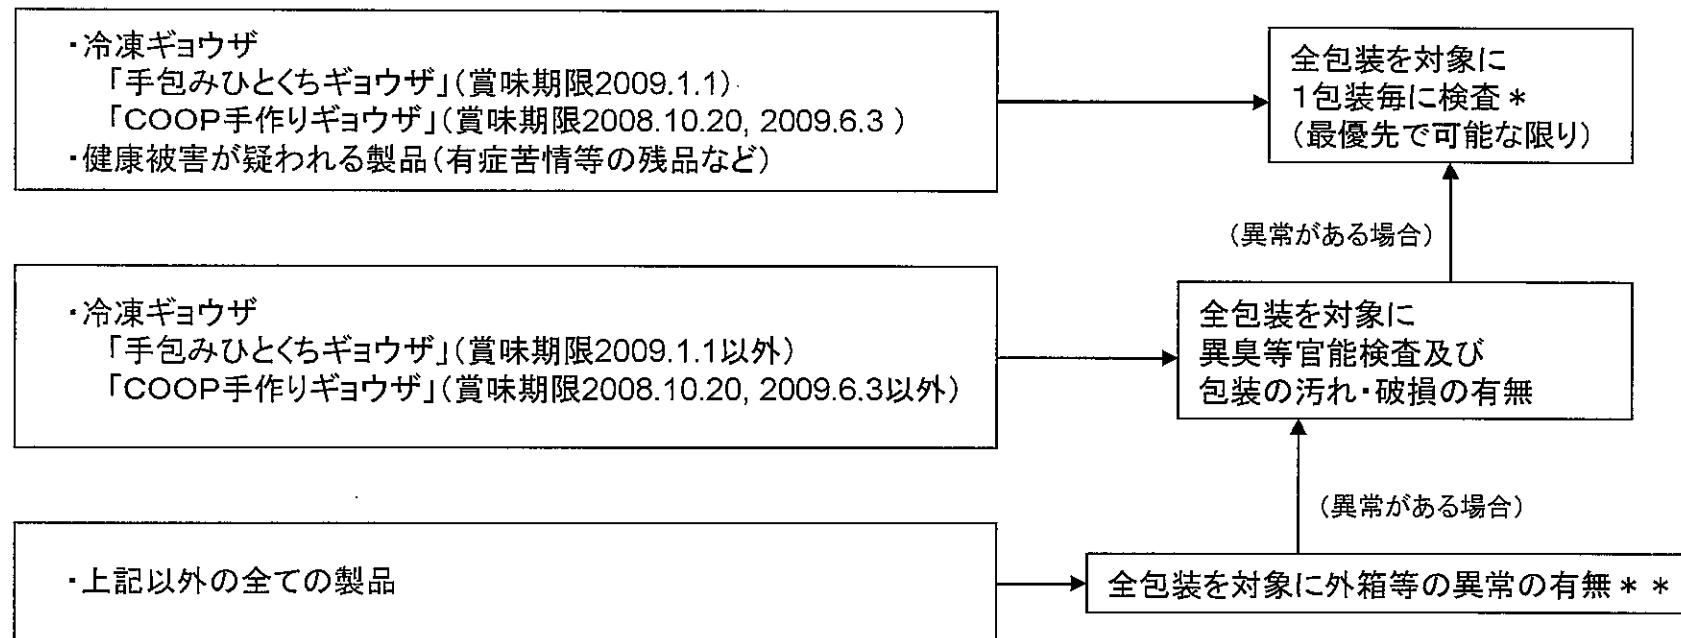 ・冷凍ギョウザ
「手包みひとくちギョウザ」(賞味期限2009.1.1)
「COOP手作りギョウザ」(賞味期限2008.10.20, 2009.6.3 )
・健康被害が疑われる製品(有症苦情等の残品など)
全包装を対象に
1包装毎に検査*
(最優先で可能な限り)
(異常がある場合)
・冷凍ギョウザ
「手包みひとくちギョウザ」(賞味期限2009.1.1以外)
「COOP手作りギョウザ」(賞味期限2008.10.20, 2009.6.3以外)
全包装を対象に
異臭等官能検査及び
包装の汚れ・破損の有無
(異常がある場合)
・上記以外の全ての製品
全包装を対象に外箱等の異常の有無**